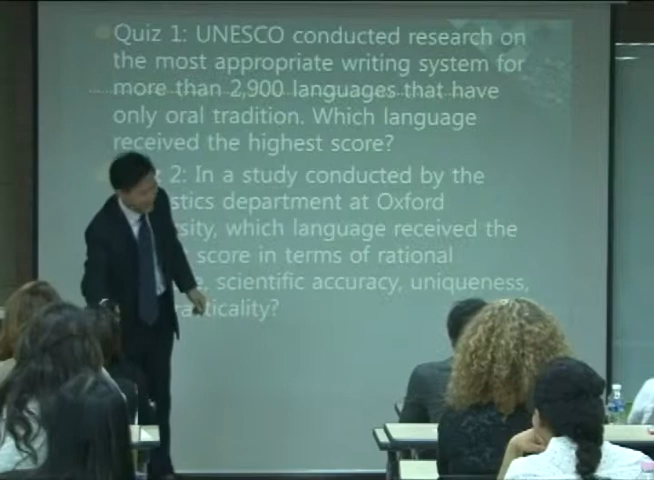 Quiz 1: UNESCO conducted research on
the most appropriate writing system for
more than 2,900 languages that have
only oral tradition. Which language
received the highest score?
2: In a study conducted by the
stics department at Oxford
sity, which language received the
score in terms of rational
scientific accuracy, uniqueness,
practicality?